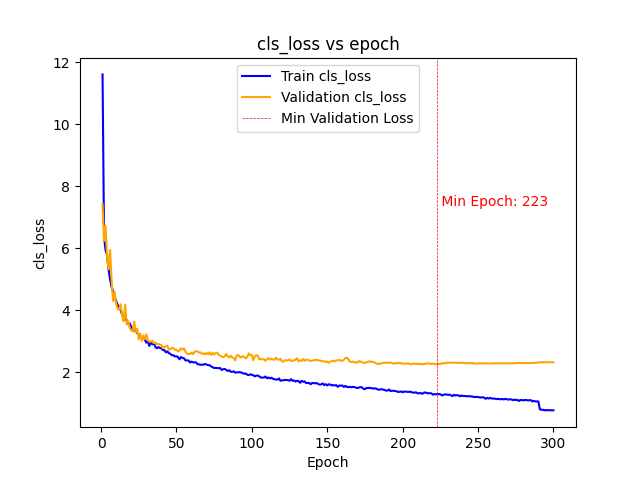 cls_loss vs epoch
Train cls_loss
Validation cls_loss
Min Validation Loss
Min Epoch: 223
cls_loss
12
10
8
6
4
2
0
50
100
150
200
250
300
Epoch